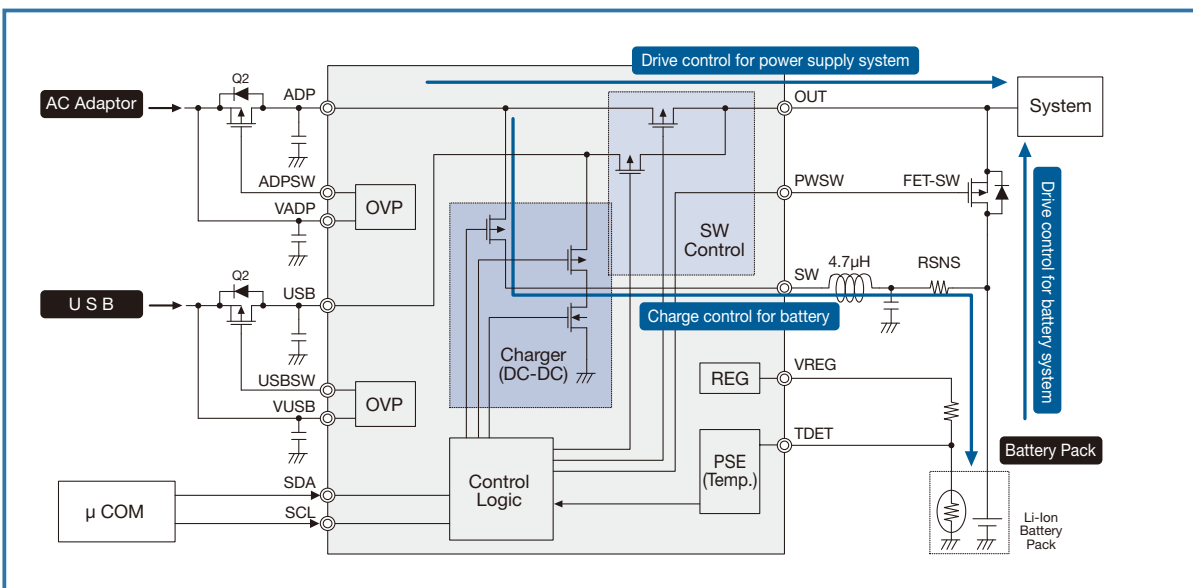 Drive control for power supply system
Q2
AC Adaptor
ADP
OUT
System
ADPSW
OVP
VADP
PWSW
FET-SW
SW
Control
Drive control for battery system
Q2
U S B
USB
SW
4.7µH
RSNS
Charge control for battery
Charger
(DC-DC)
USBSW
OVP
VUSB
REG
VREG
TDET
PSE
(Temp.)
Battery Pack
Control
Logic
µ COM
SDA
SCL
Li-Ion
Battery
Pack